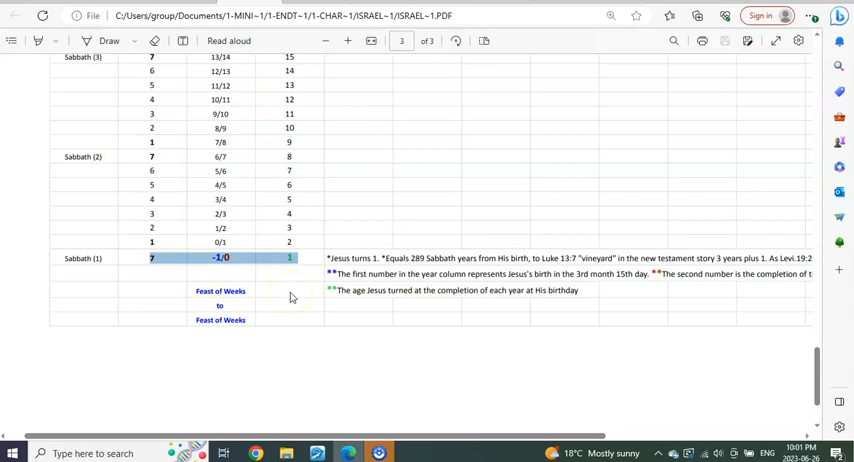 File
C:/Users/group/Documents/1-MINI~1/1-ENDT~1/1-CHAR~1/ISRAEL~1/ISRAEL~1.PDF
Sign in
Draw
Read aloud
3
of 3
Sabbath (3) 7 13/14 15
6 12/13 14
5 11/12 13
4 10/11 12
3 9/10 11
2 8/9 10
1 7/8 9
Sabbath (2) 7 6/7 8
6 5/6 7
5 4/5 6
4 3/4 5
3 2/3 4
2 1/2 3
1 0/1 2
Sabbath (1) 7 -1/0 1 *Jesus turns 1. *Equals 289 Sabbath years from His birth, to Luke 13:7 "vineyard" in the new testament story 3 years plus 1. As Levi.19:2
**The first number in the year column represents Jesus's birth in the 3rd month 15th day. **The second number is the completion of t
Feast of Weeks **The age Jesus turned at the completion of each year at His birthday
to
Feast of Weeks
Type here to search
18°C Mostly sunny
ENG
10:01 PM
2023-06-26
2